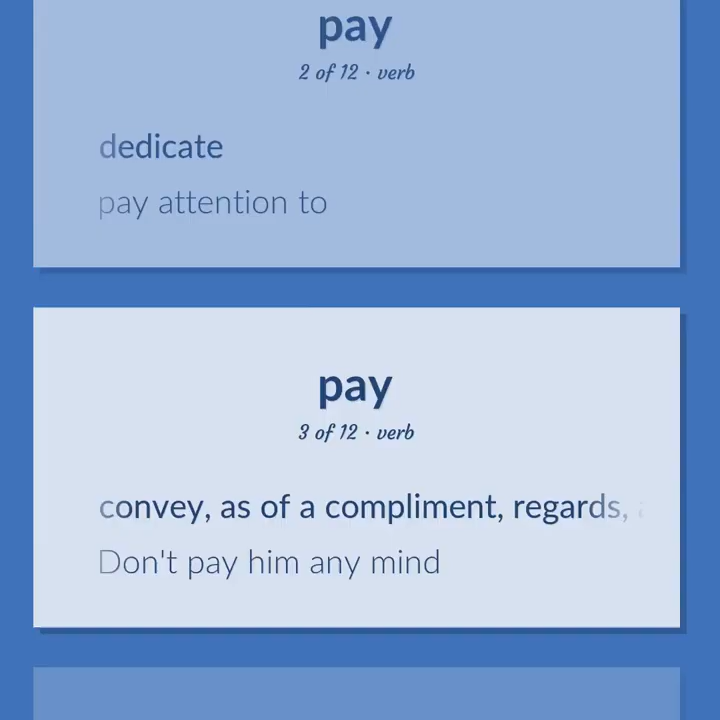 pay
2 of 12 · verb
dedicate
pay attention to
pay
3 of 12 · verb
convey, as of a compliment, regards,
Don't pay him any mind